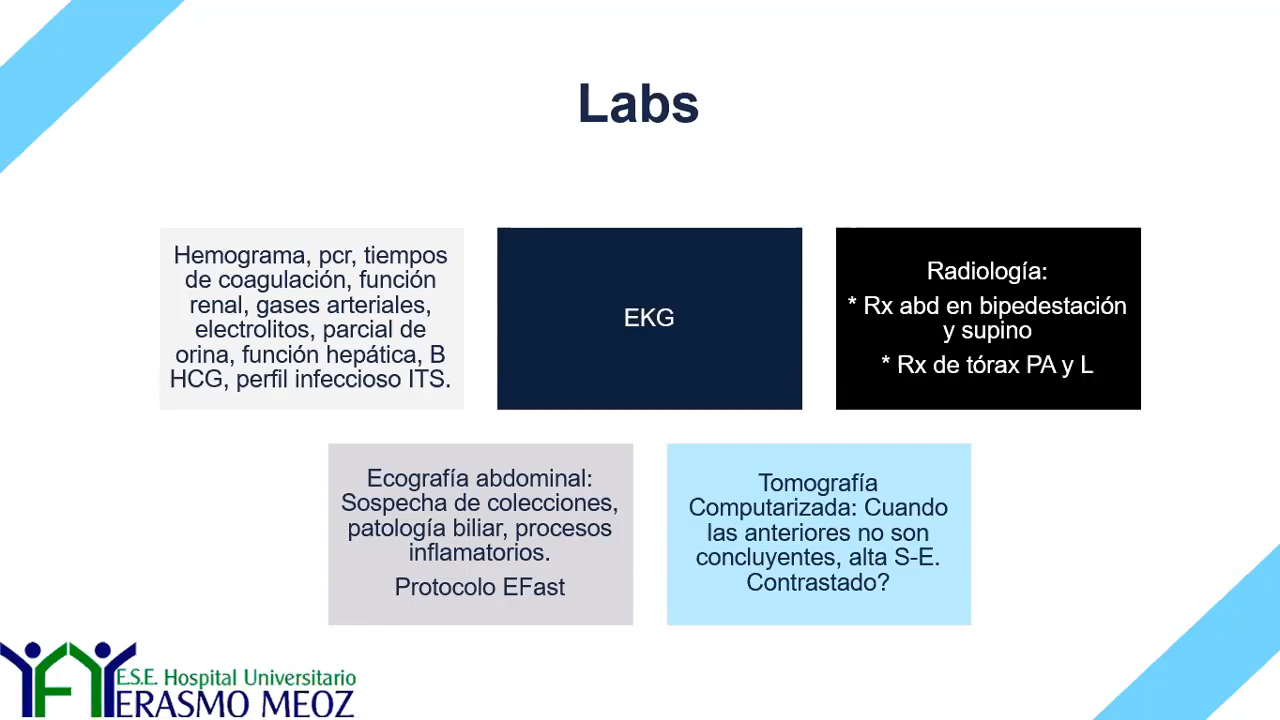 Labs
Hemograma, pcr, tiempos
de coagulación, función
renal, gases arteriales,
electrolitos, parcial de
orina, función hepática, B
HCG, perfil infeccioso ITS.
EKG
Radiología:
* Rx abd en bipedestación
y supino
* Rx de tórax PA y L
Ecografía abdominal:
Sospecha de colecciones,
patología biliar, procesos
inflamatorios.
Protocolo EFast
Tomografía
Computarizada: Cuando
las anteriores no son
concluyentes, alta S-E.
Contrastado?
E.S.E. Hospital Universitario
ERASMO MEOZ